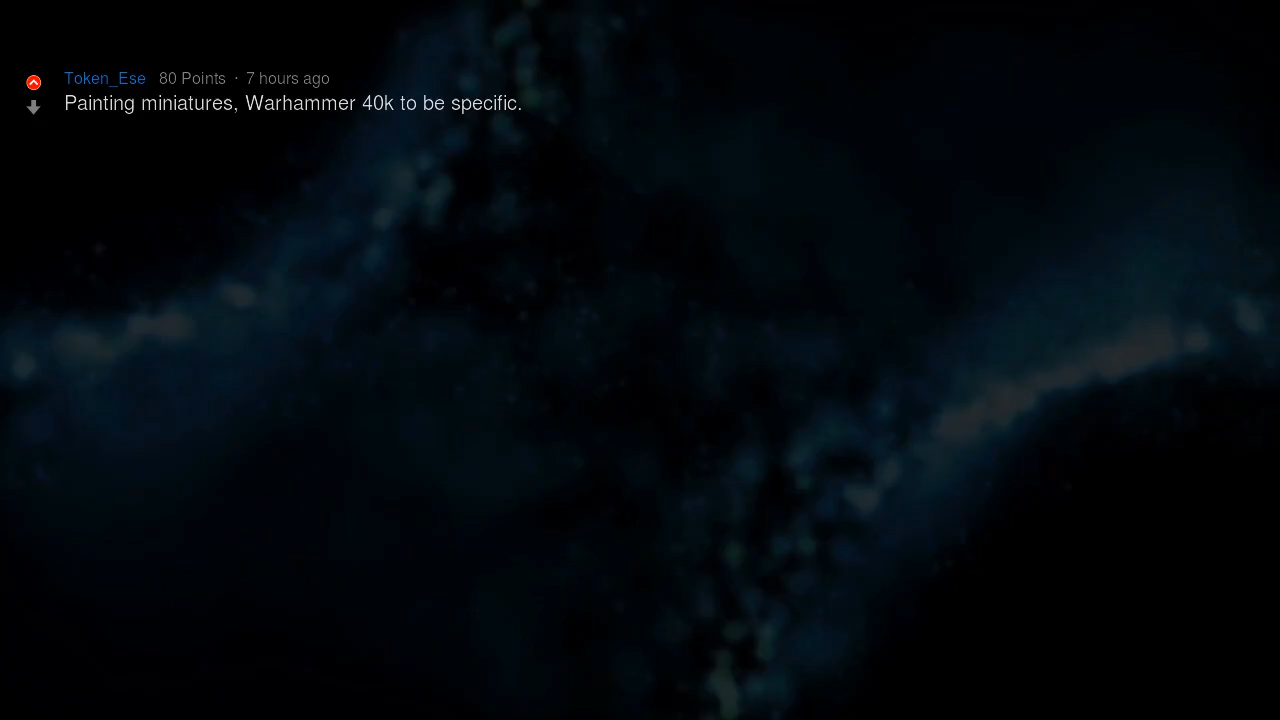 Token_Ese 80 Points · 7 hours ago
Painting miniatures, Warhammer 40k to be specific.